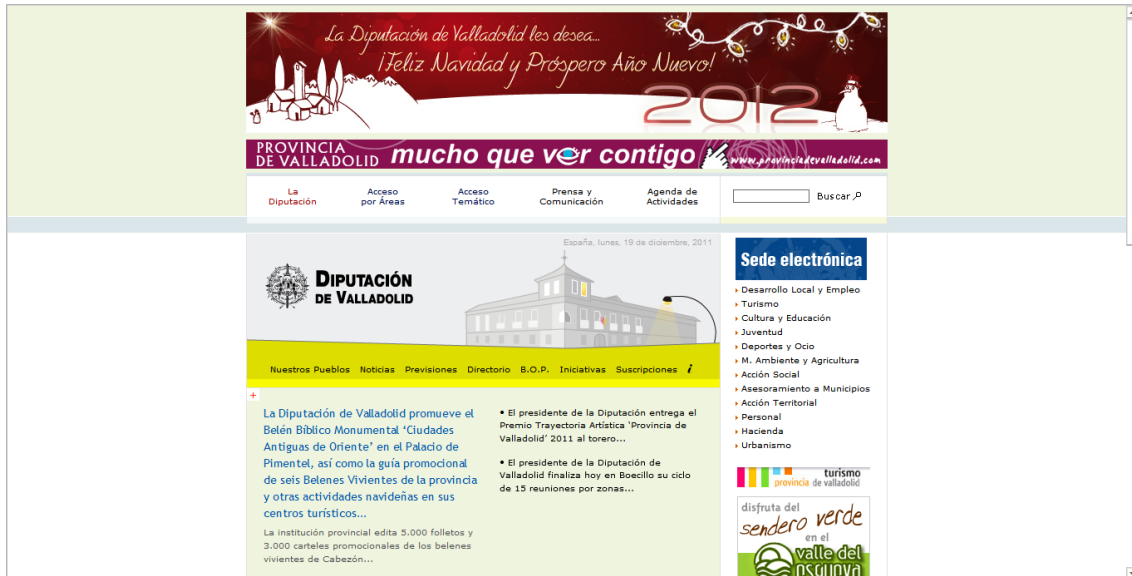 La Diputación de Valladolid les desea...
¡Feliz Navidad y Próspero Año Nuevo!
2012
PROVINCIA
DE VALLADOLID
mucho que ver contigo
www.provinciadevalladolid.com
La
Diputación
Acceso
por Áreas
Acceso
Temático
Prensa y
Comunicación
Agenda de
Actividades
Buscar
España, lunes, 19 de diciembre, 2011
DIPUTACIÓN
DE VALLADOLID
Nuestros Pueblos Noticias Previsiones Directorio B.O.P. Iniciativas Suscripciones i
+
La Diputación de Valladolid promueve el
Belén Bíblico Monumental ‘Ciudades
Antiguas de Oriente’ en el Palacio de
Pimentel, así como la guía promocional
de seis Belenes Vivientes de la provincia
y otras actividades navideñas en sus
centros turísticos...
La institución provincial edita 5.000 folletos y
3.000 carteles promocionales de los belenes
vivientes de Cabezón...
• El presidente de la Diputación entrega el
Premio Trayectoria Artística ‘Provincia de
Valladolid’ 2011 al torero...
• El presidente de la Diputación de
Valladolid finaliza hoy en Boecillo su ciclo
de 15 reuniones por zonas...
Sede electrónica
Desarrollo Local y Empleo
Turismo
Cultura y Educación
Juventud
Deportes y Ocio
M. Ambiente y Agricultura
Acción Social
Asesoramiento a Municipios
Acción Territorial
Personal
Hacienda
Urbanismo
turismo
provincia de valladolid
disfruta del
sendero verde
en el
valle del